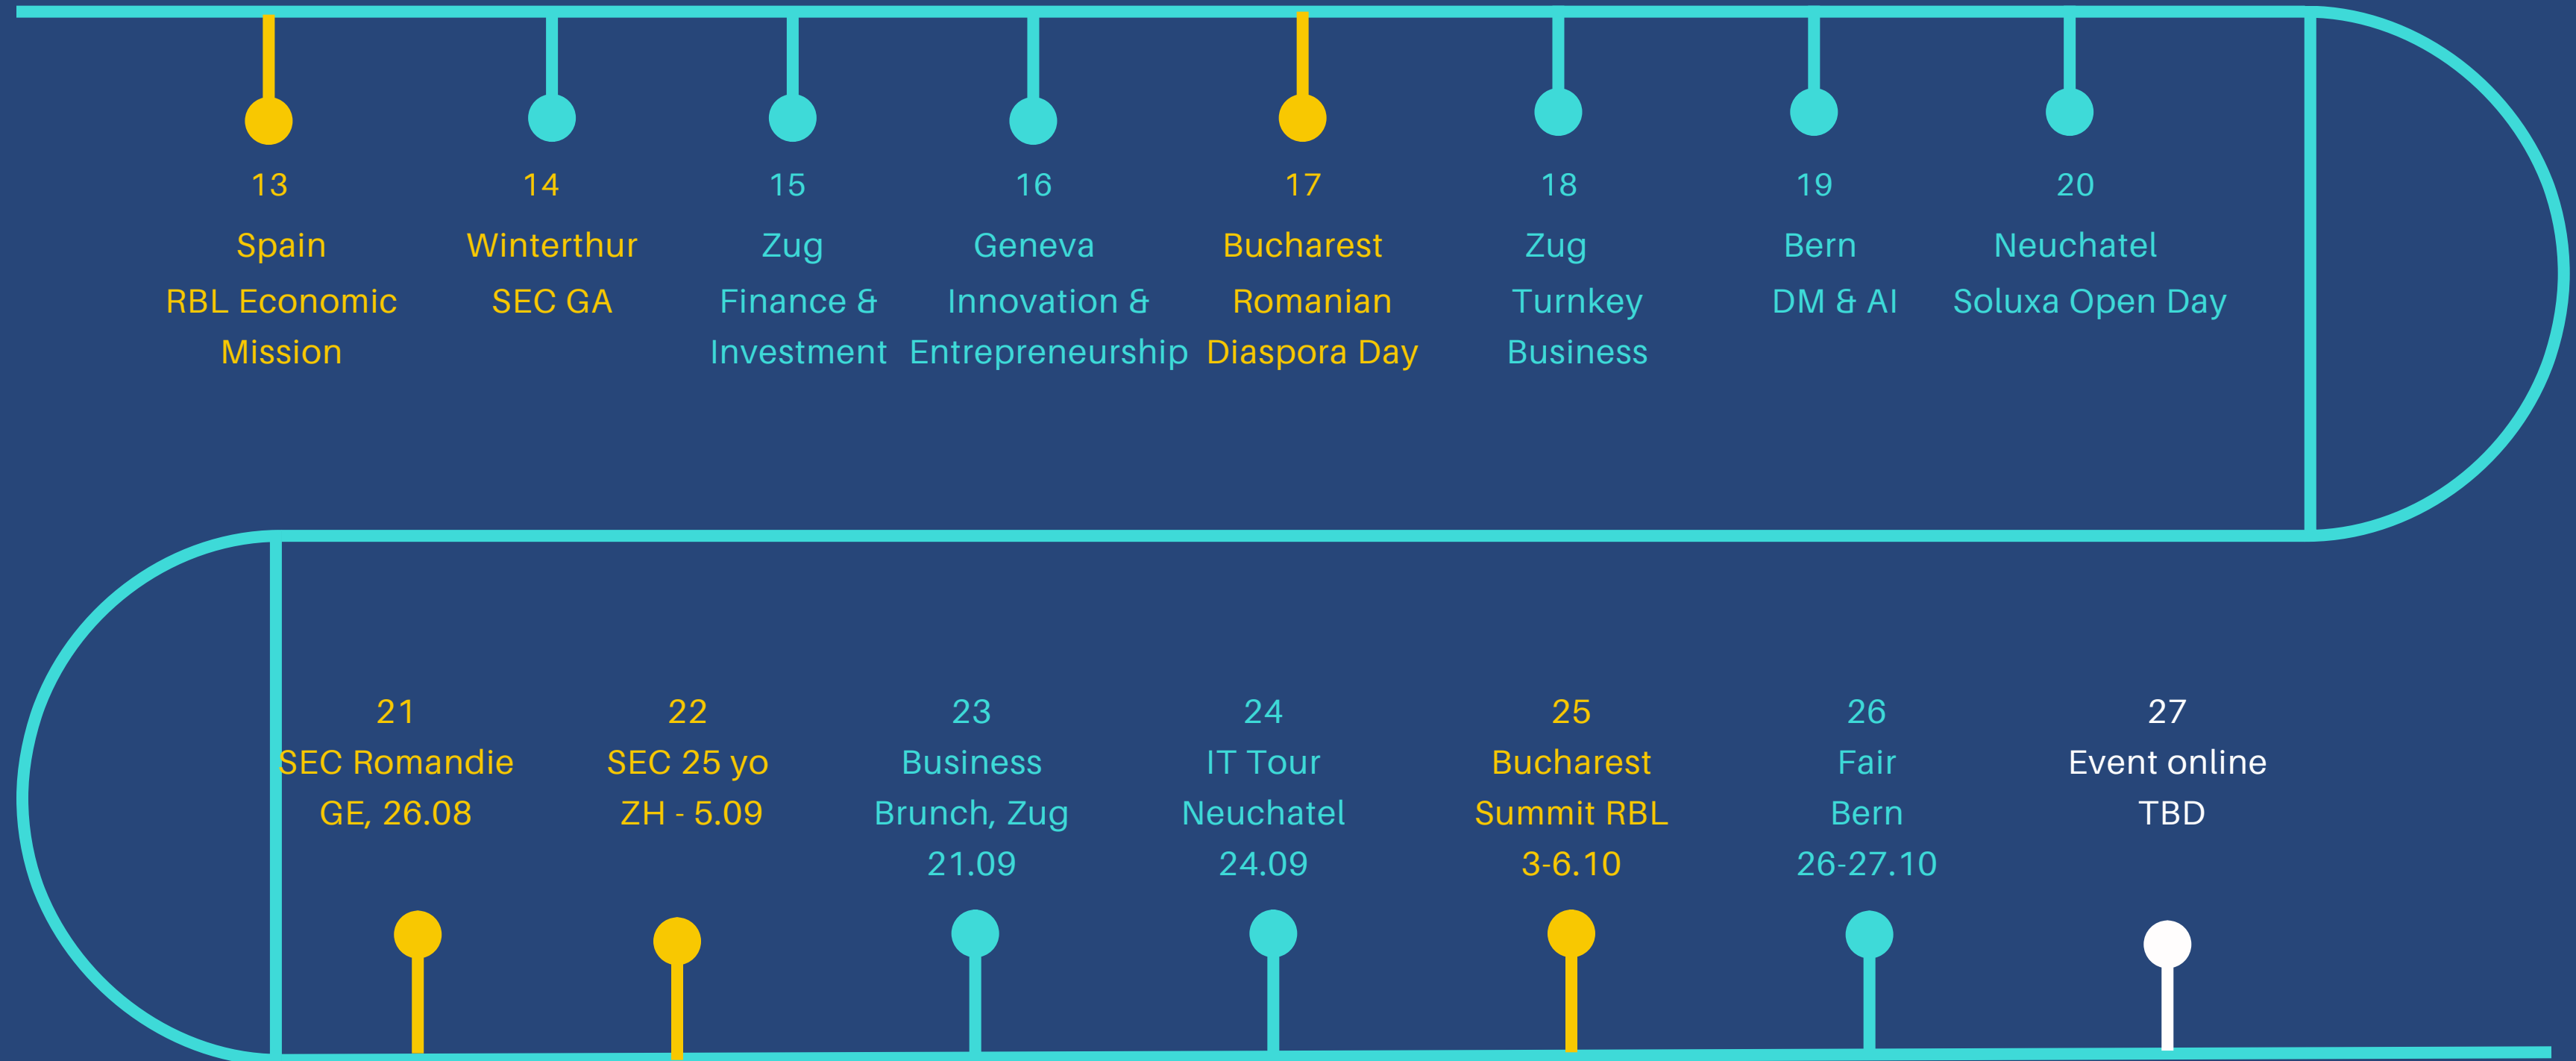 13
Spain
RBL Economic
Mission
14
Winterthur
SEC GA
15
Zug
Finance &
Investment
16
Geneva
Innovation &
Entrepreneurship
17
Bucharest
Romanian
Diaspora Day
18
Zug
Turnkey
Business
19
Bern
DM & AI
20
Neuchatel
Soluxa Open Day
21
SEC Romandie
GE, 26.08
22
SEC 25 yo
ZH - 5.09
23
Business
Brunch, Zug
21.09
24
IT Tour
Neuchatel
24.09
25
Bucharest
Summit RBL
3-6.10
26
Fair
Bern
26-27.10
27
Event online
TBD